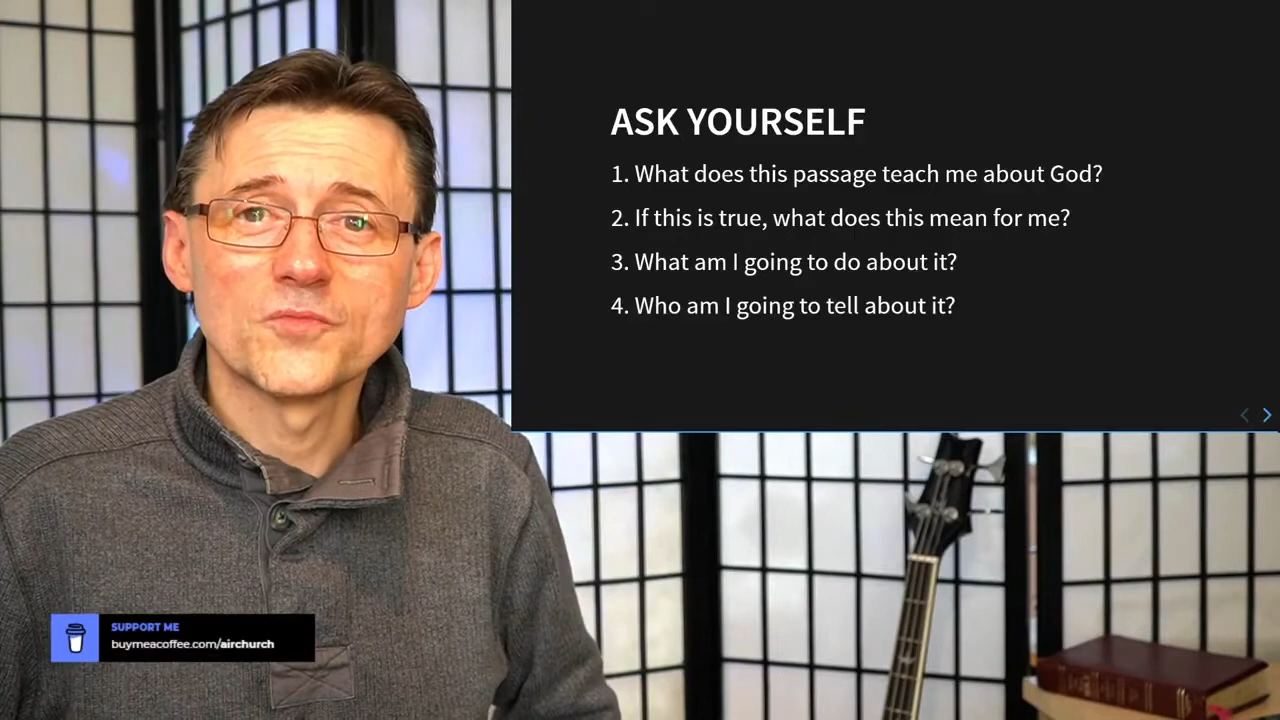 ASK YOURSELF
1. What does this passage teach me about God?
2. If this is true, what does this mean for me?
3. What am I going to do about it?
4. Who am I going to tell about it?
SUPPORT ME
buymeacoffee.com/airchurch